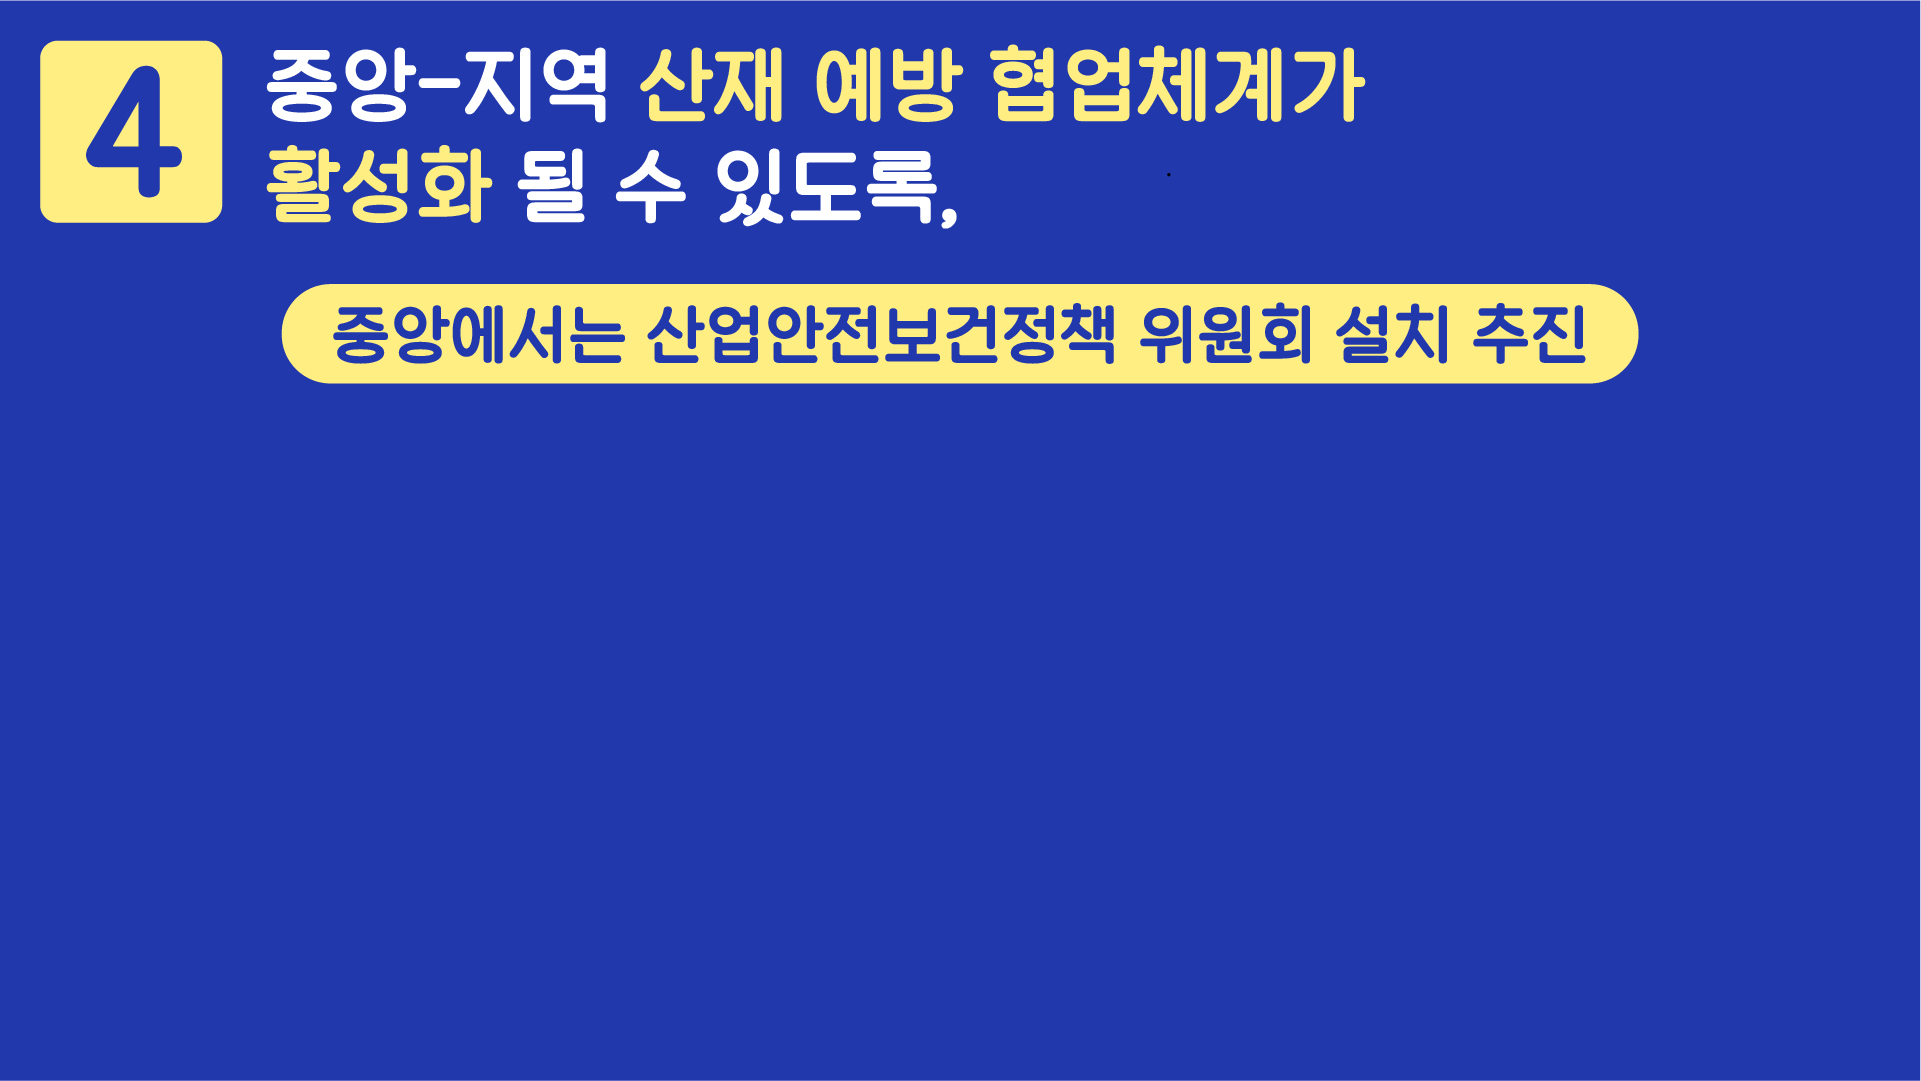 4
중앙-지역 산재 예방 협업체계가
활성화 될 수 있도록,
중앙에서는 산업안전보건정책 위원회 설치 추진